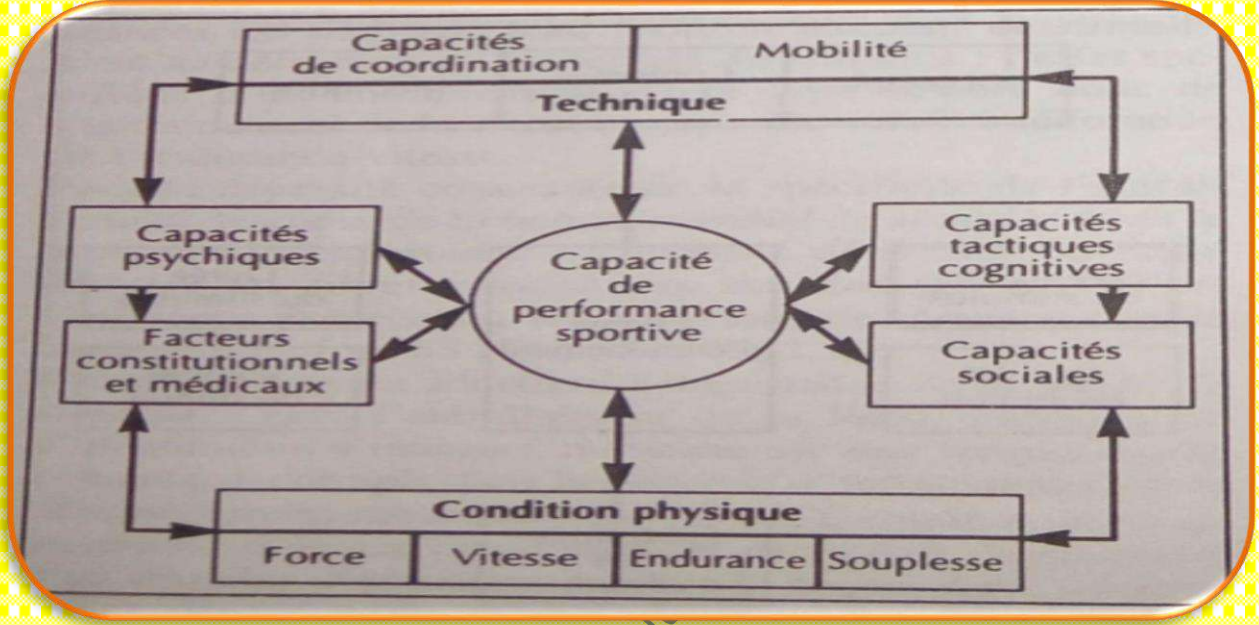 Capacités
de coordination
Mobilité
Technique
Capacités
psychiques
Capacités
tactiques
cognitives
Capacité
de
performance
sportive
Facteurs
constitutionnels
et médicaux
Capacités
sociales
Condition physique
Force
Vitesse
Endurance
Souplesse